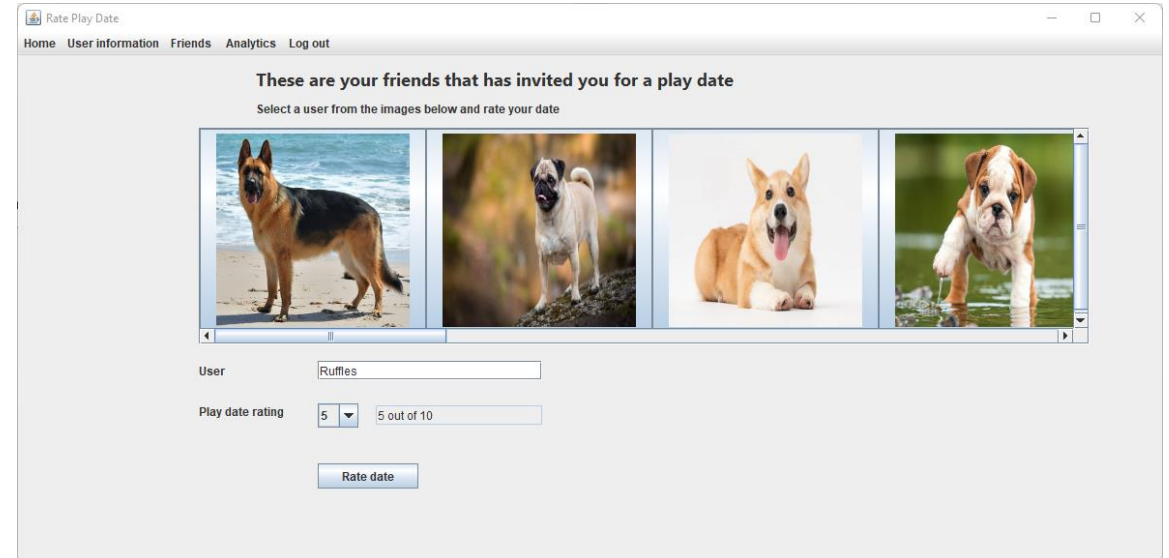 Rate Play Date
Home User information Friends Analytics Log out
These are your friends that has invited you for a play date
Select a user from the images below and rate your date
User Ruffles
Play date rating 5 5 out of 10
Rate date